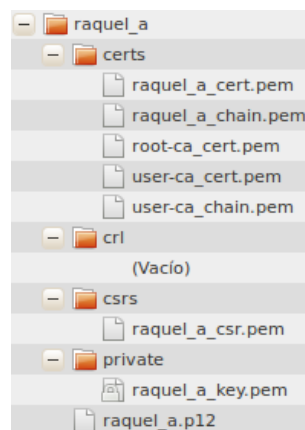 raquel_a
certs
raquel_a_cert.pem
raquel_a_chain.pem
root-ca_cert.pem
user-ca_cert.pem
user-ca_chain.pem
crl
(Vacío)
csrs
raquel_a_csr.pem
private
raquel_a_key.pem
raquel_a.p12